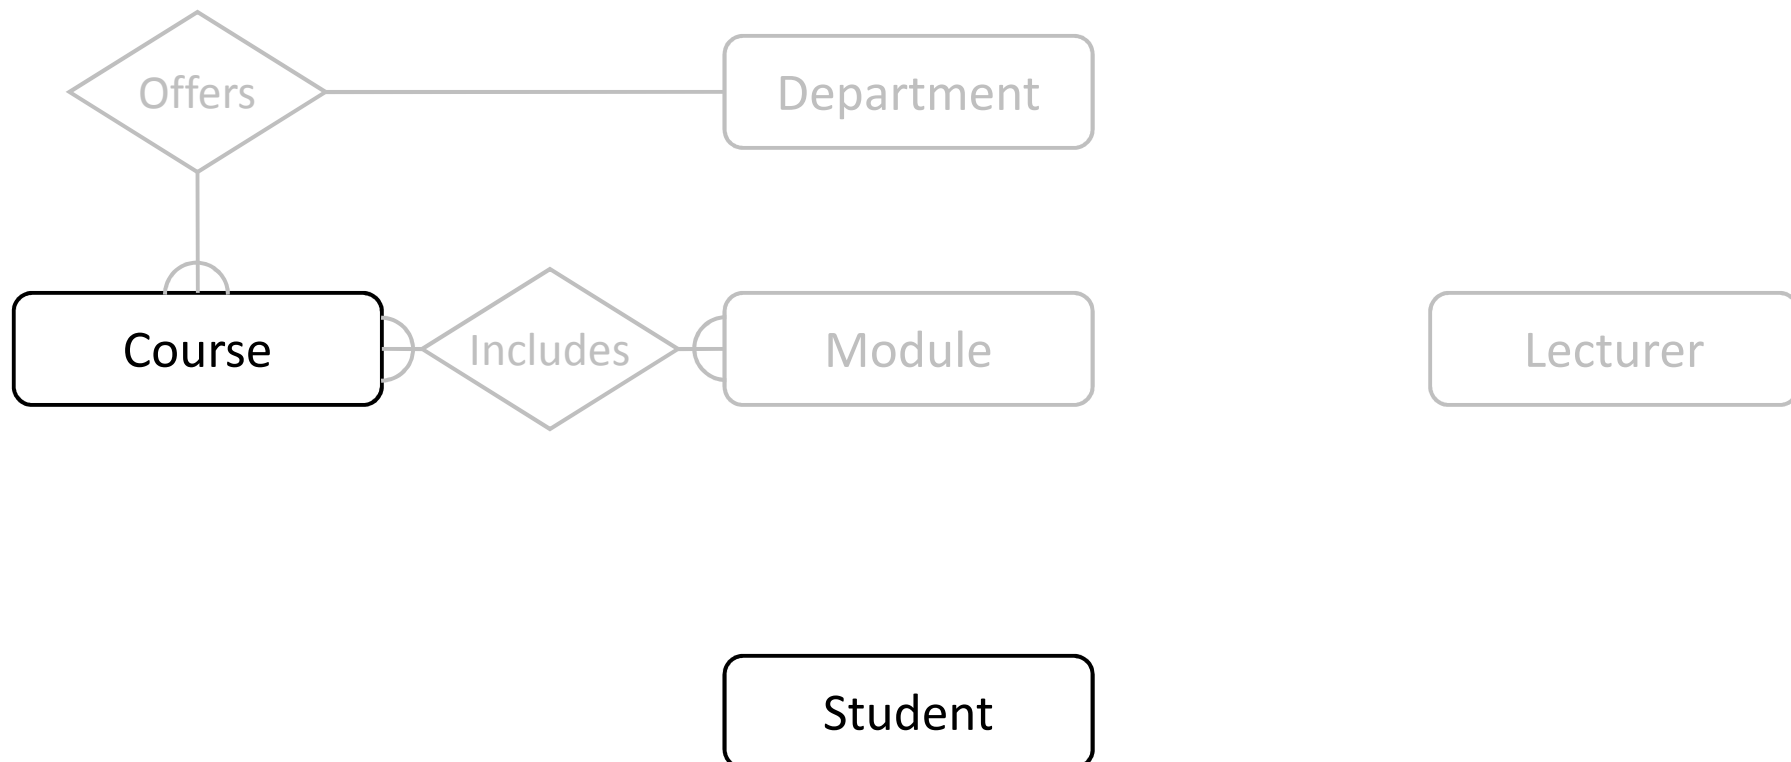 Offers
Department
Course
Includes
Module
Lecturer
Student